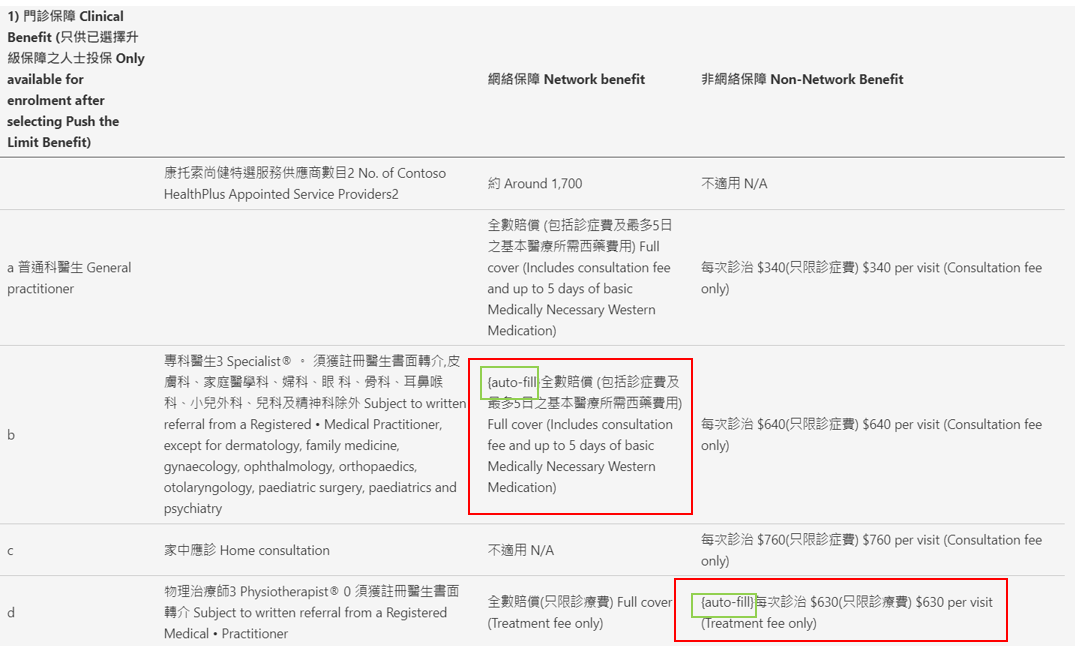 1) 門診保障 Clinical
Benefit (只供已選擇升
級保障之人士投保 Only
available for
enrolment after
selecting Push the
Limit Benefit)
網絡保障 Network benefit
非網絡保障 Non-Network Benefit
康托索尚健特選服務供應商數目2 No. of Contoso
HealthPlus Appointed Service Providers2
約 Around 1,700
不適用 N/A
a 普通科醫生 General
practitioner
全數賠償 (包括診症費及最多5日
之基本醫療所需西藥費用) Full
cover (Includes consultation fee
and up to 5 days of basic
Medically Necessary Western
Medication)
每次診治 $340(只限診症費) $340 per visit (Consultation fee
only)
b
專科醫生3 Specialist® 。 須獲註冊醫生書面轉介,皮
膚科、家庭醫學科、婦科、眼 科、骨科、耳鼻喉
科、小兒外科、兒科及精神科除外 Subject to written
referral from a Registered • Medical Practitioner,
except for dermatology, family medicine,
gynaecology, ophthalmology, orthopaedics,
otolaryngology, paediatric surgery, paediatrics and
psychiatry
{auto-fill}全數賠償 (包括診症費及
最多5日之基本醫療所需西藥費用)
Full cover (Includes consultation
fee and up to 5 days of basic
Medically Necessary Western
Medication)
每次診治 $640(只限診症費) $640 per visit (Consultation fee
only)
c
家中應診 Home consultation
不適用 N/A
每次診治 $760(只限診症費) $760 per visit (Consultation fee
only)
d
物理治療師3 Physiotherapist® 0 須獲註冊醫生書面
轉介 Subject to written referral from a Registered
Medical • Practitioner
全數賠償(只限診療費) Full cover
(Treatment fee only)
{auto-fill}每次診治 $630(只限診療費) $630 per visit
(Treatment fee only)